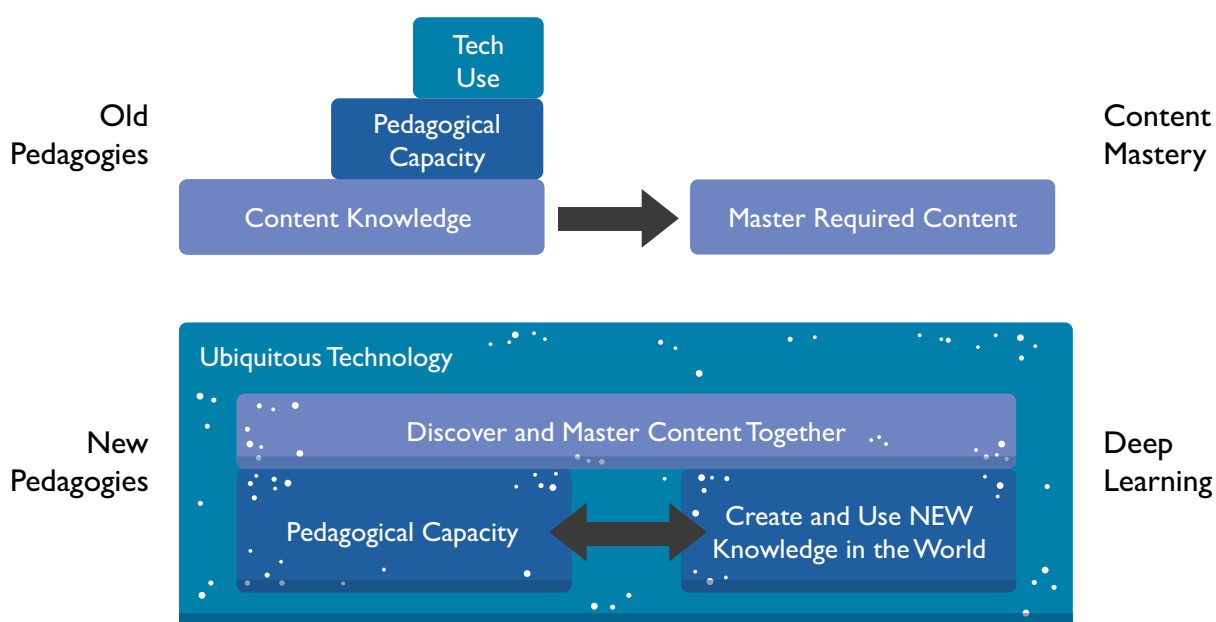 Tech
Use
Old
Pedagogies
Pedagogical
Capacity
Content
Mastery
Content Knowledge
Master Required Content
Ubiquitous Technology
Discover and Master Content Together
New
Pedagogies
Deep
Learning
Pedagogical Capacity
Create and Use NEW
Knowledge in the World